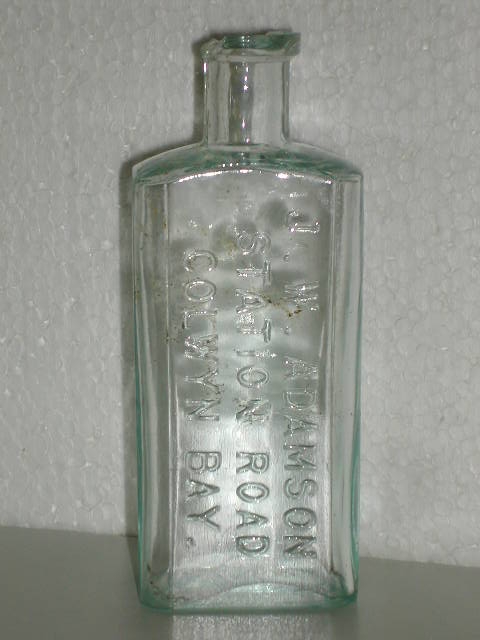 J. W. ADAMSON
STATION ROAD
COLWYN BAY.